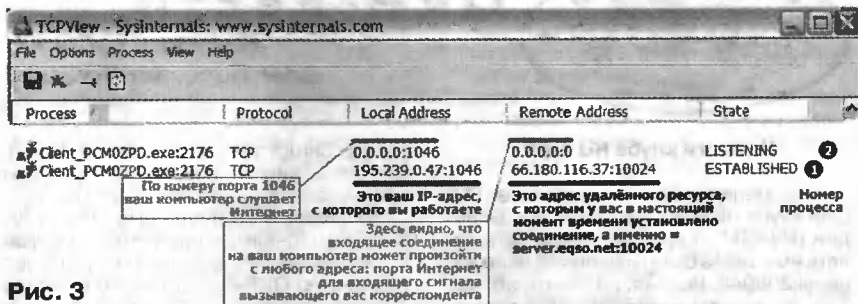 TCPView - Sysinternals: www.sysinternals.com
File Options Process View Help
Process Protocol Local Address Remote Address State
Client_PCM0ZPD.exe:2176 TCP 0.0.0.0:1046 0.0.0.0:0 LISTENING 2
Client_PCM0ZPD.exe:2176 TCP 195.239.0.47:1046 66.180.116.37:10024 ESTABLISHED 1
По номеру порта 1046
ваш компьютер слушает
Интернет
Это ваш IP-адрес,
с которого вы работаете
Это адрес удалённого ресурса,
с которым у вас в настоящий
момент времени установлено
соединение, а именно в
server.eqso.net:10024
Номер
процесса
Здесь видно, что
входящее соединение
на ваш компьютер может произойти
с любого адреса: порта Интернет
для входящего сигнала
вызывающего вас корреспондента
Рис. 3